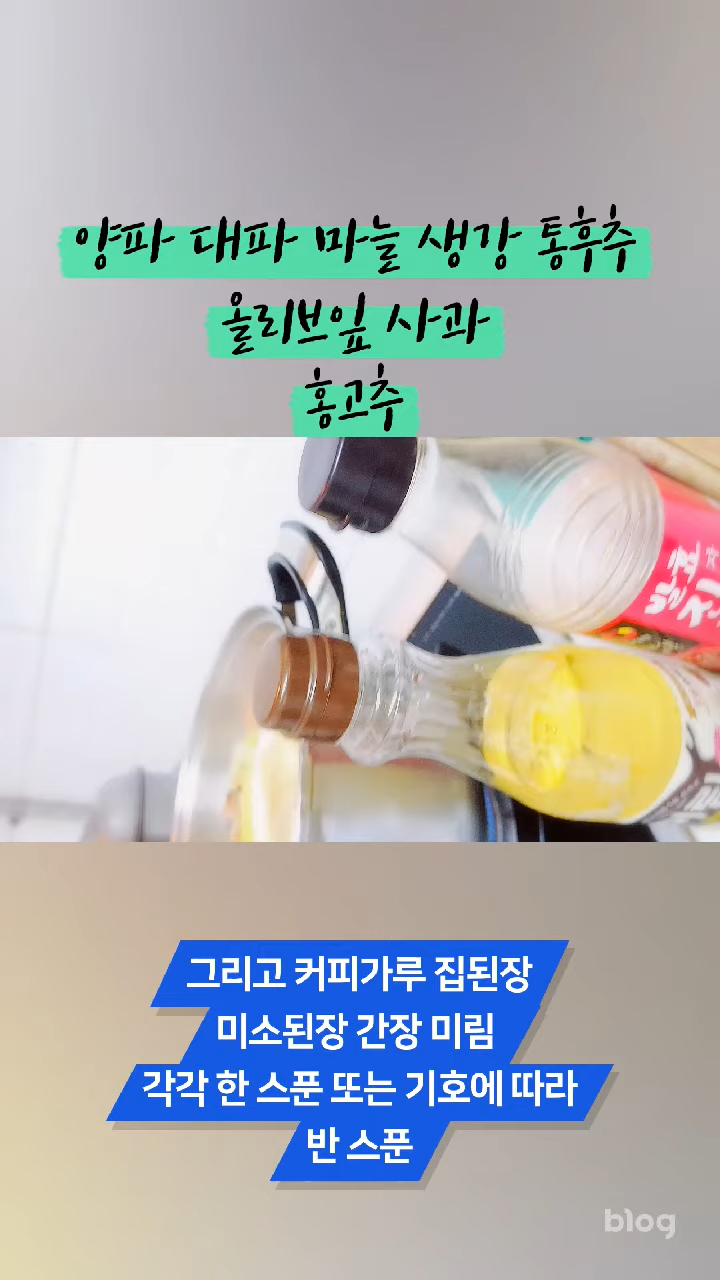 양파 대파 마늘 생강 통후추
올리브잎 사과
홍고추
발효
그리고 커피가루 집된장
미소된장 간장 미림
각각 한 스푼 또는 기호에 따라
반 스푼
blog